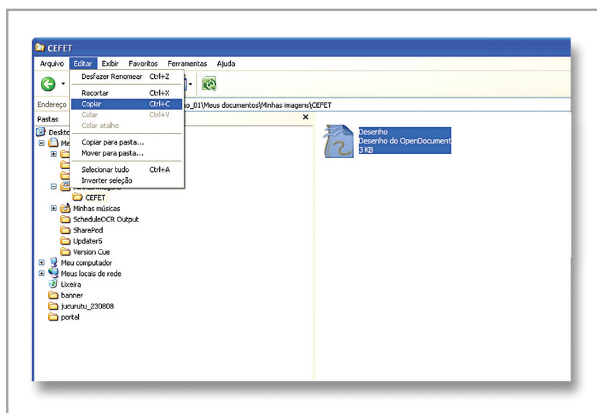 CEFET
Arquivo Editar Exibir Favoritos Ferramentas Ajuda
Desfazer Renomear Ctrl+Z
Recortar Ctrl+X
Copiar Ctrl+C
Colar Ctrl+V
Colar atalho
Copiar para pasta...
Mover para pasta...
Selecionar tudo Ctrl+A
Inverter seleção
Endereço
o_01\Meus documentos\Minhas imagens\CEFET
Pastas
Deskto
Me
CEFET
Minhas músicas
ScheduleOCR Output
SharePod
Updater5
Version Cue
Meu computador
Meus locais de rede
Lixeira
banner
jucurutu_230808
portal
Desenho
Desenho do OpenDocument
3 KB